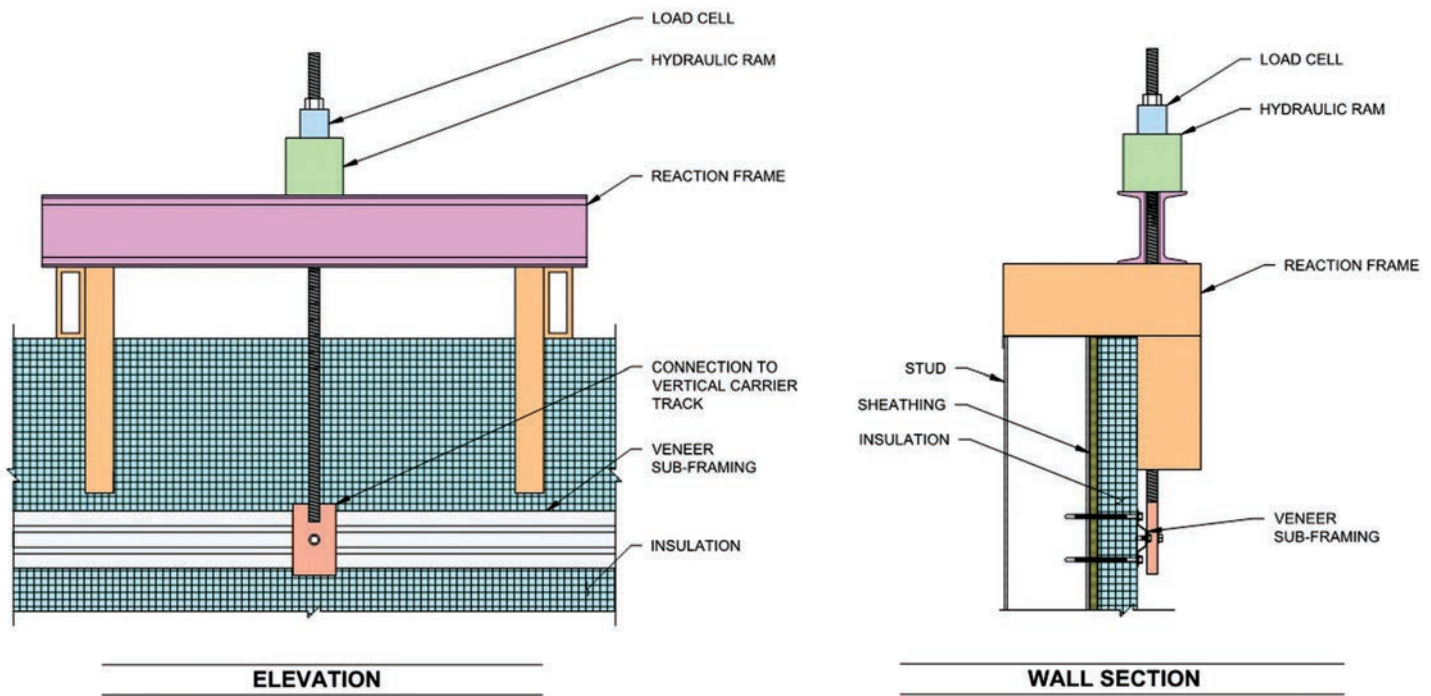 LOAD CELL
HYDRAULIC RAM
REACTION FRAME
CONNECTION TO
VERTICAL CARRIER
TRACK
VENEER
SUB-FRAMING
INSULATION
ELEVATION
LOAD CELL
HYDRAULIC RAM
REACTION FRAME
STUD
SHEATHING
INSULATION
VENEER
SUB-FRAMING
WALL SECTION